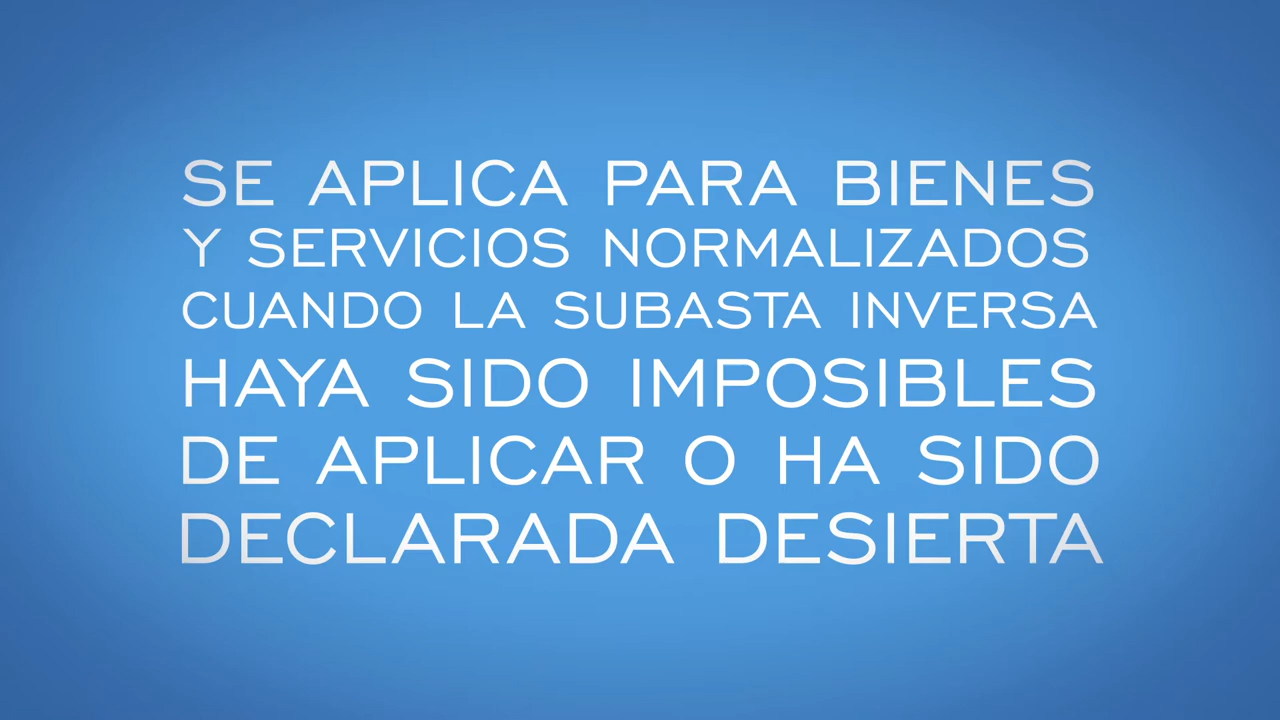 SE APLICA PARA BIENES
Y SERVICIOS NORMALIZADOS
CUANDO LA SUBASTA INVERSA
HAYA SIDO IMPOSIBLES
DE APLICAR O HA SIDO
DECLARADA DESIERTA